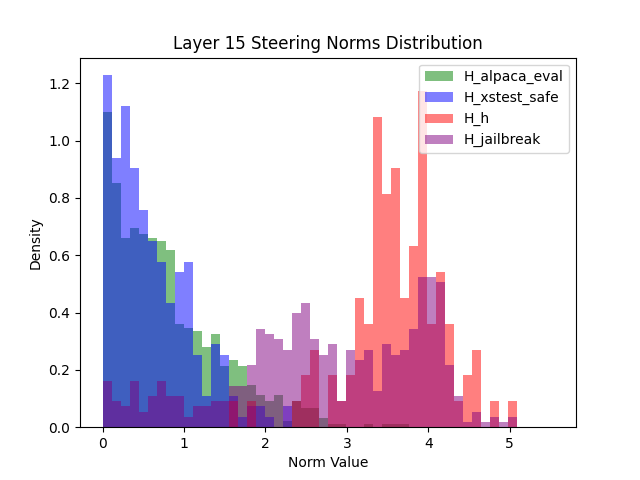 Layer 15 Steering Norms Distribution
H_alpaca_eval
H_xstest_safe
H_h
H_jailbreak
Density
1.2
1.0
0.8
0.6
0.4
0.2
0.0
0 1 2 3 4 5
Norm Value